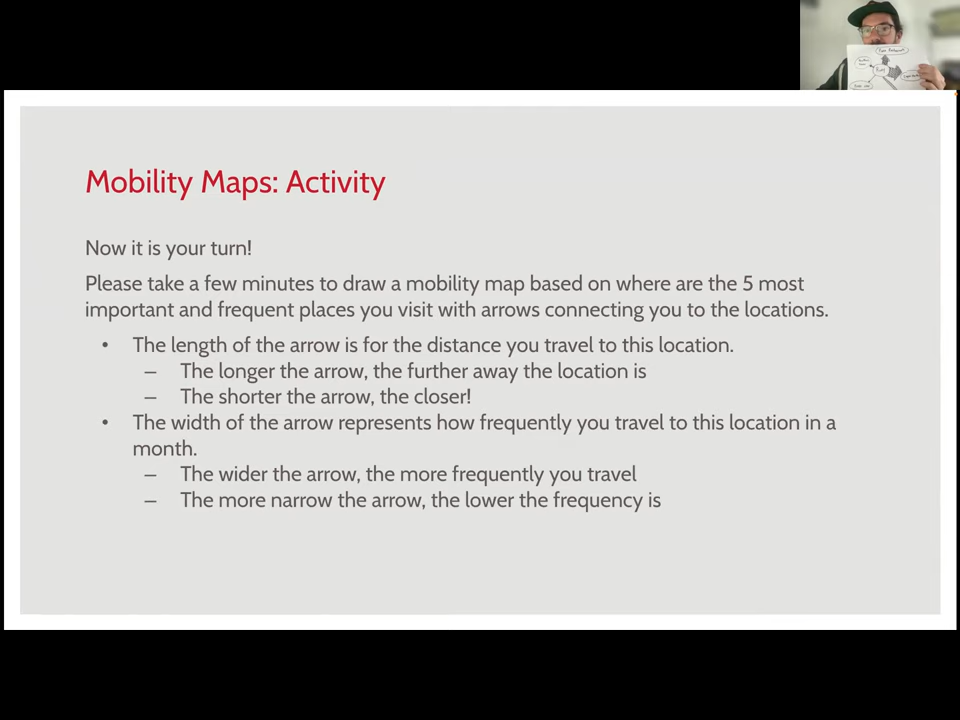 Mobility Maps: Activity
Now it is your turn!
Please take a few minutes to draw a mobility map based on where are the 5 most
important and frequent places you visit with arrows connecting you to the locations.
• The length of the arrow is for the distance you travel to this location.
– The longer the arrow, the further away the location is
– The shorter the arrow, the closer!
• The width of the arrow represents how frequently you travel to this location in a
month.
– The wider the arrow, the more frequently you travel
– The more narrow the arrow, the lower the frequency is